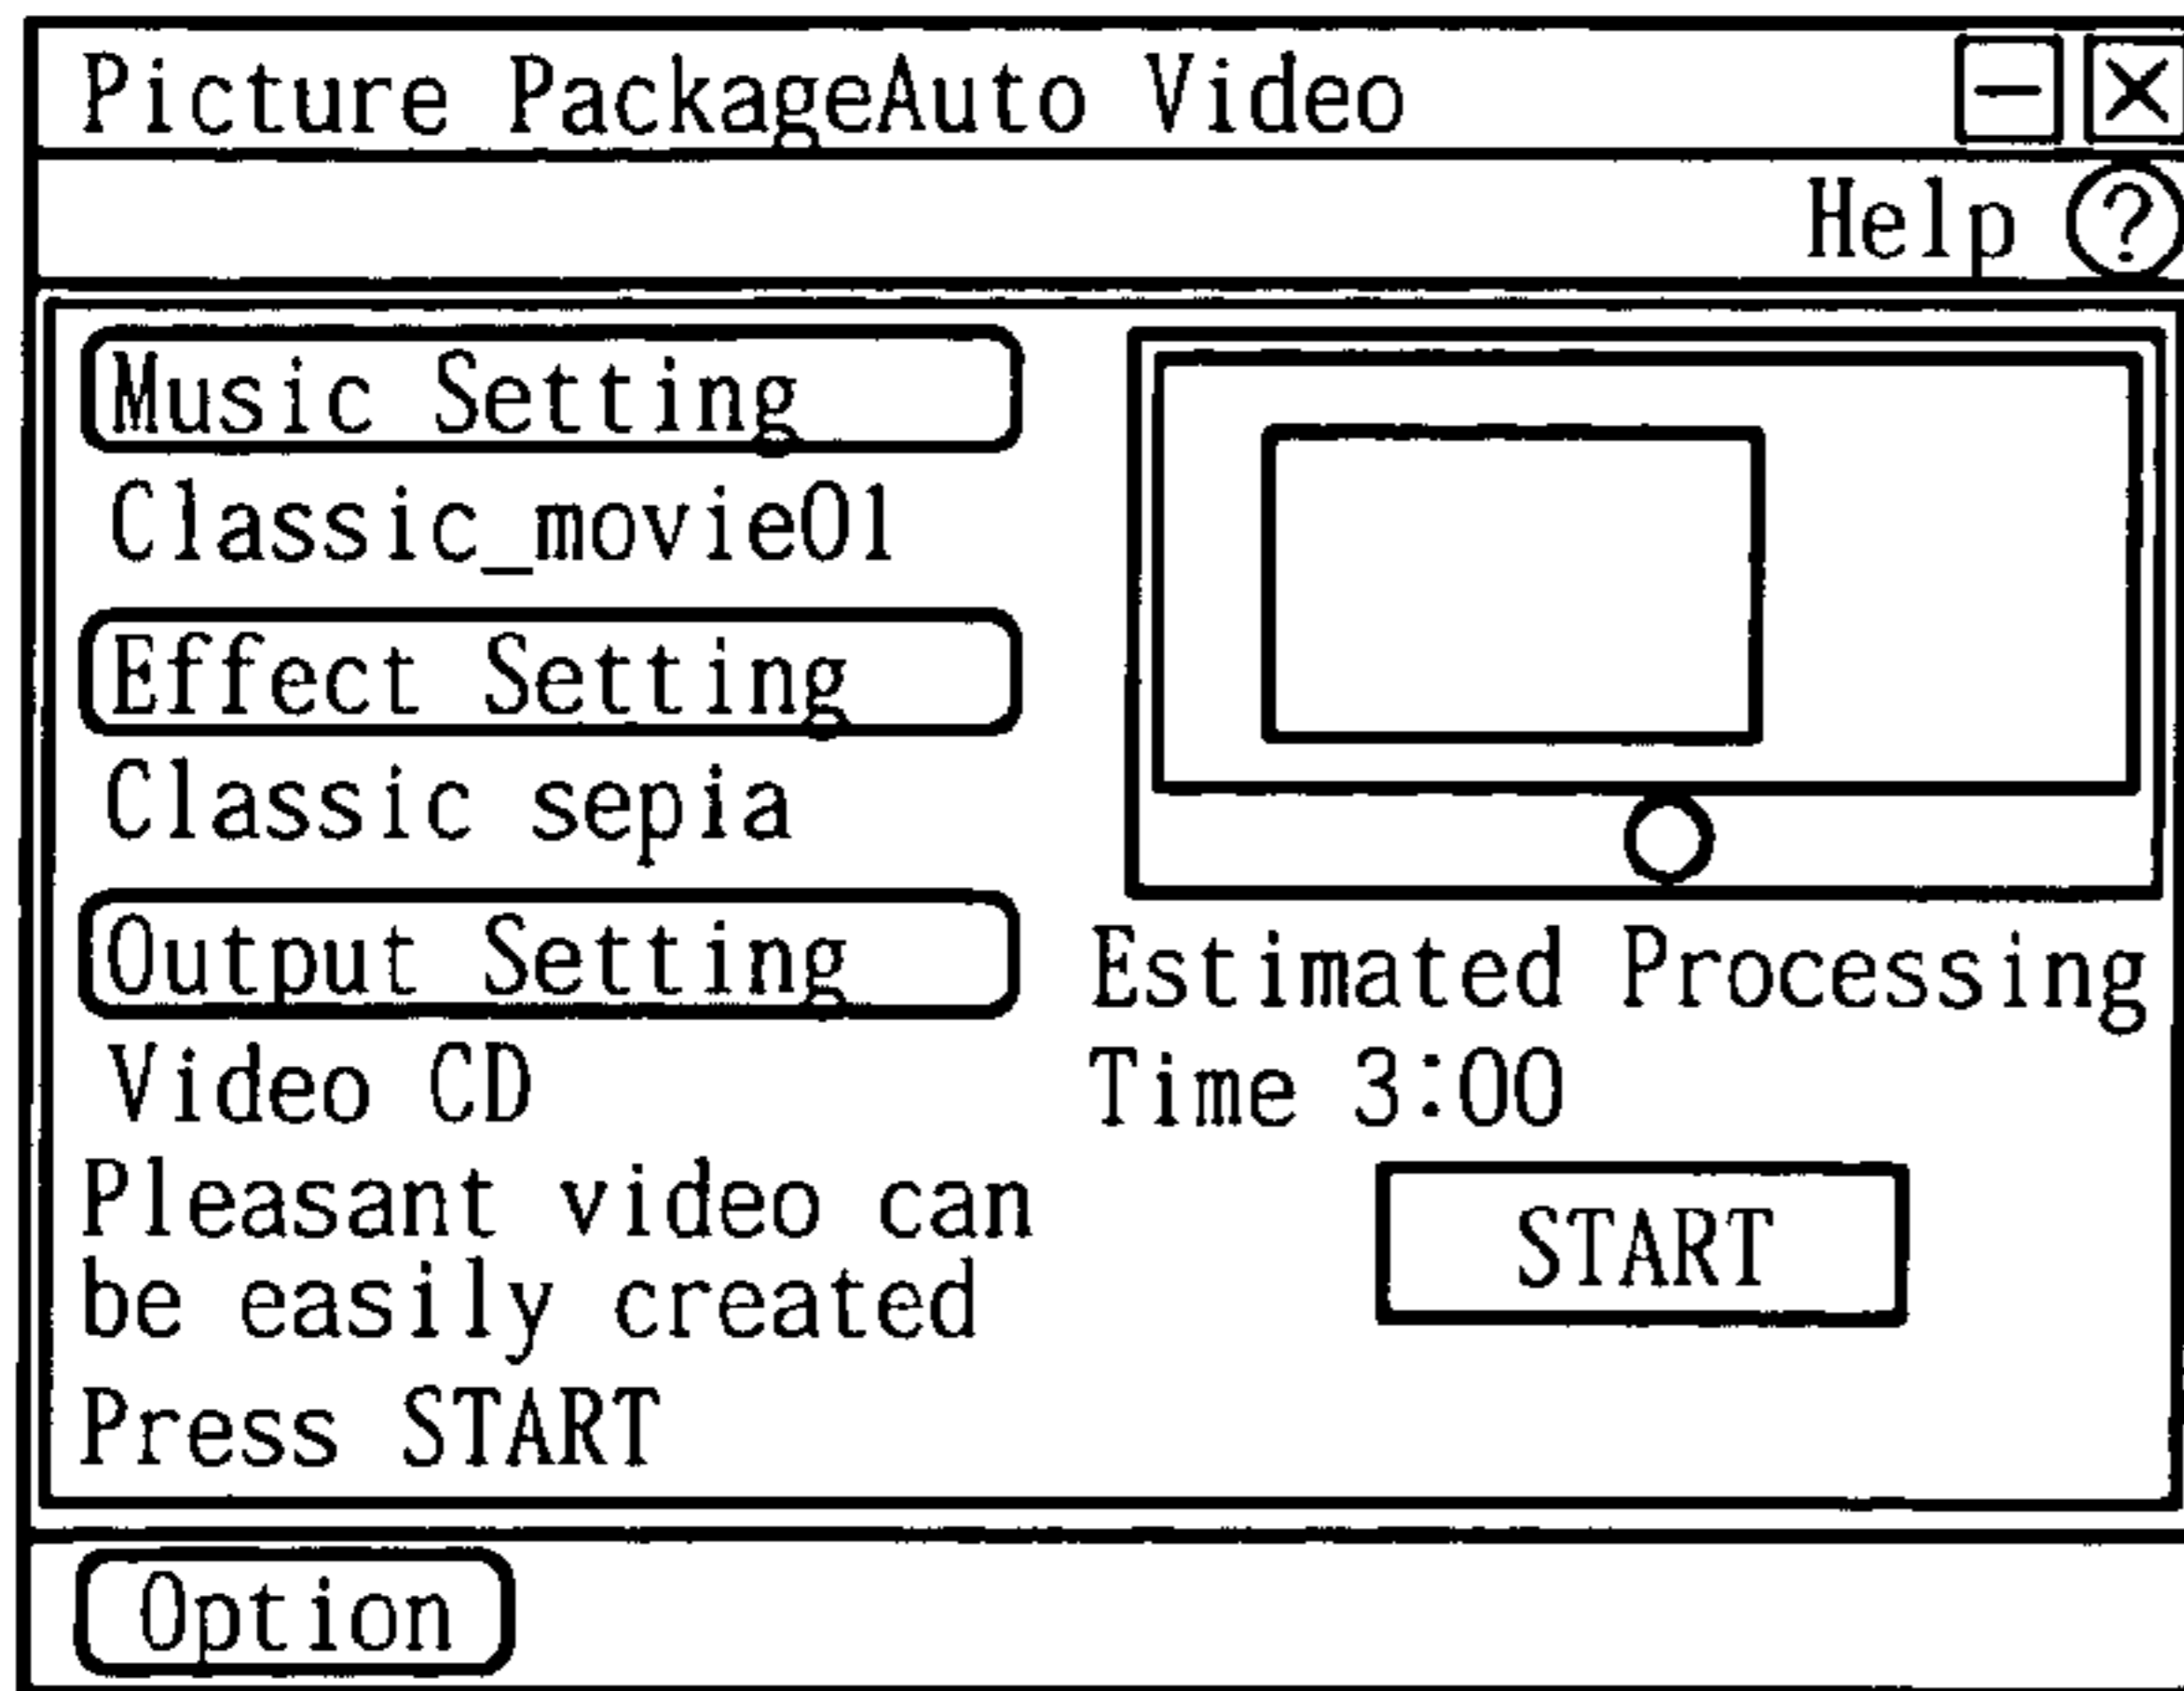 Picture PackageAuto Video
Help ?
Music Setting
Classic_movie01
Effect Setting
Classic sepia
Output Setting
Video CD
Pleasant video can
be easily created
Press START
Estimated Processing
Time 3:00
START
Option